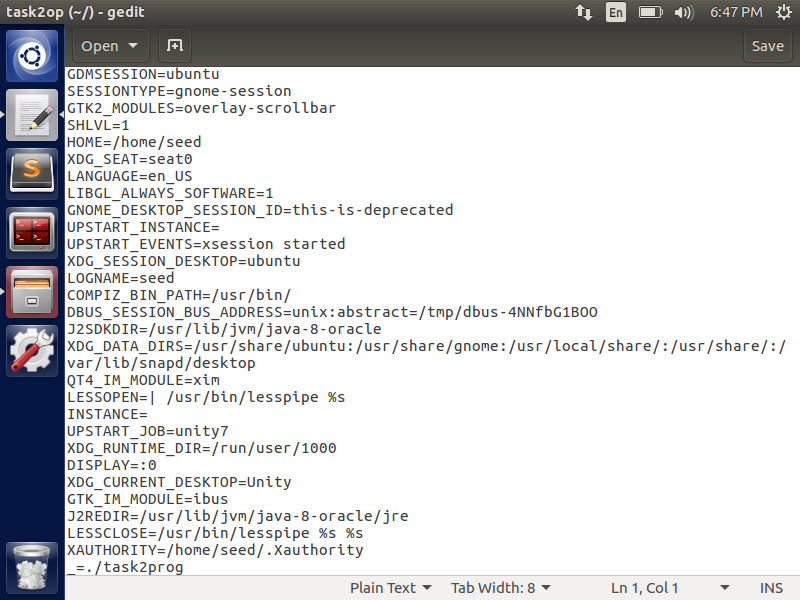 task2op (~/) - gedit
En
6:47 PM
Open
Save
GDMSESSION=ubuntu
SESSIONTYPE=gnome-session
GTK2_MODULES=overlay-scrollbar
SHLVL=1
HOME=/home/seed
XDG_SEAT=seat0
LANGUAGE=en_US
LIBGL_ALWAYS_SOFTWARE=1
GNOME_DESKTOP_SESSION_ID=this-is-deprecated
UPSTART_INSTANCE=
UPSTART_EVENTS=xsession started
XDG_SESSION_DESKTOP=ubuntu
LOGNAME=seed
COMPIZ_BIN_PATH=/usr/bin/
DBUS_SESSION_BUS_ADDRESS=unix:abstract=/tmp/dbus-4NNfbG1BOO
J2SDKDIR=/usr/lib/jvm/java-8-oracle
XDG_DATA_DIRS=/usr/share/ubuntu:/usr/share/gnome:/usr/local/share/:/usr/share/:/
var/lib/snapd/desktop
QT4_IM_MODULE=xim
LESSOPEN=| /usr/bin/lesspipe %s
INSTANCE=
UPSTART_JOB=unity7
XDG_RUNTIME_DIR=/run/user/1000
DISPLAY=:0
XDG_CURRENT_DESKTOP=Unity
GTK_IM_MODULE=ibus
J2REDIR=/usr/lib/jvm/java-8-oracle/jre
LESSCLOSE=/usr/bin/lesspipe %s %s
XAUTHORITY=/home/seed/.Xauthority
_=./task2prog
Plain Text
Tab Width: 8
Ln 1, Col 1
INS